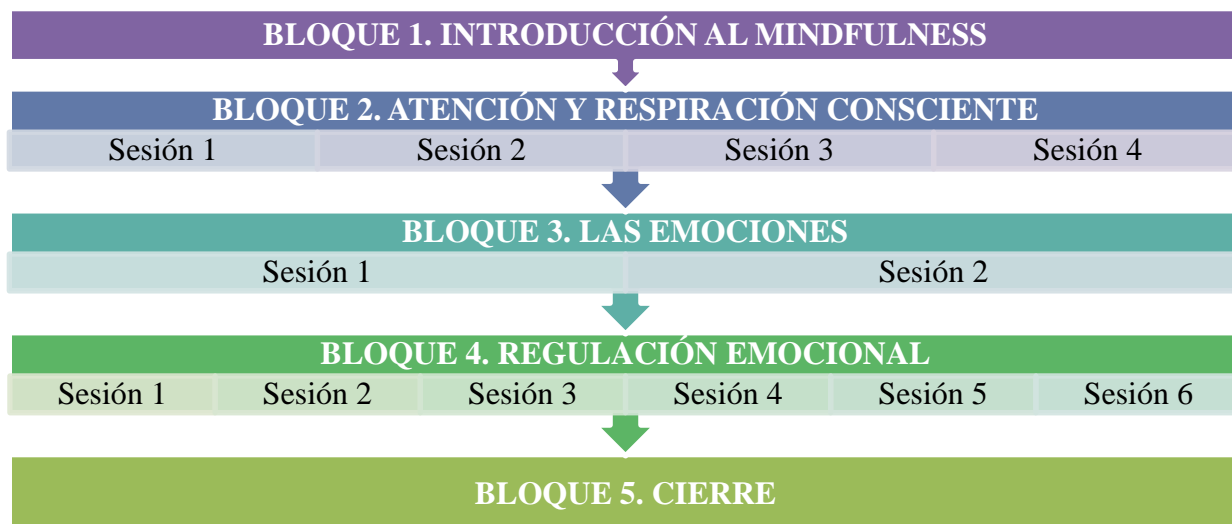 BLOQUE 1. INTRODUCCIÓN AL MINDFULNESS
BLOQUE 2. ATENCIÓN Y RESPIRACIÓN CONSCIENTE
Sesión 1 Sesión 2 Sesión 3 Sesión 4
BLOQUE 3. LAS EMOCIONES
Sesión 1 Sesión 2
BLOQUE 4. REGULACIÓN EMOCIONAL
Sesión 1 Sesión 2 Sesión 3 Sesión 4 Sesión 5 Sesión 6
BLOQUE 5. CIERRE